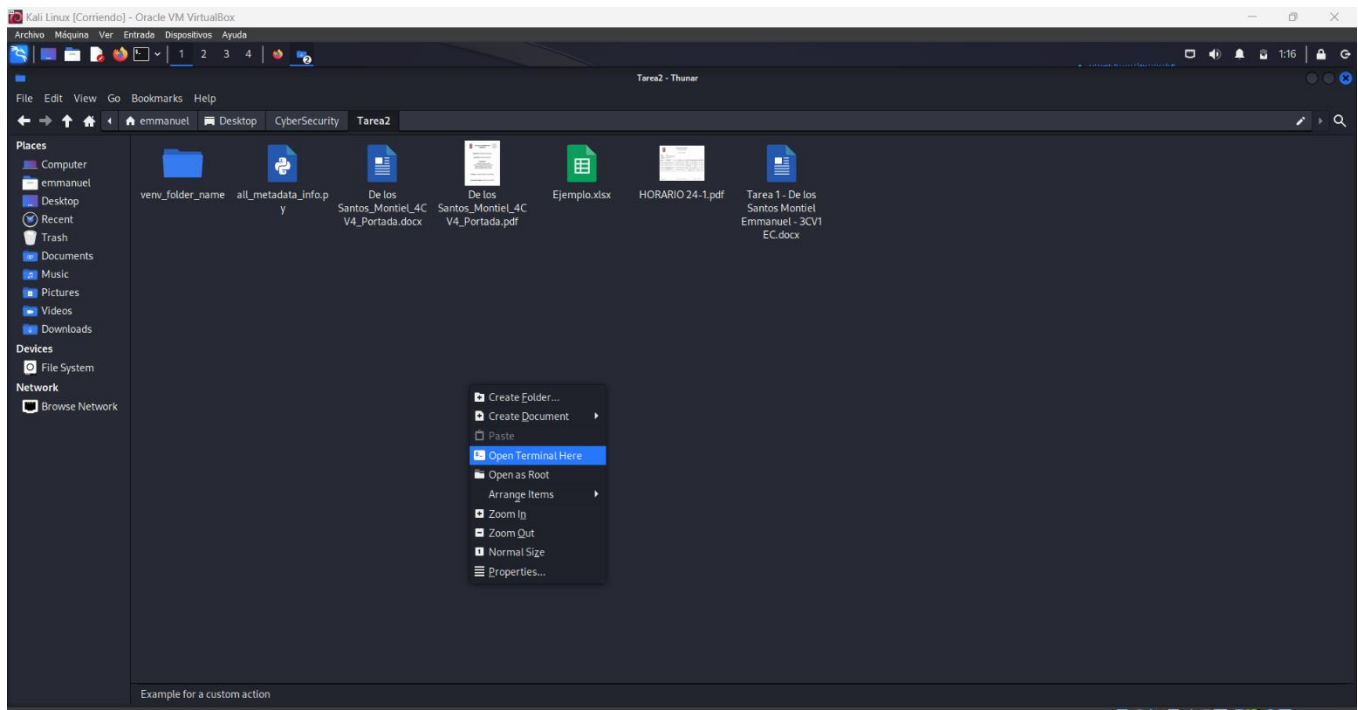 Kali Linux [Corriendo] - Oracle VM VirtualBox
Archivo Máquina Ver Entrada Dispositivos Ayuda
1 2 3 4 2 1:16
Tarea2 - Thunar
File Edit View Go Bookmarks Help
emmanuel Desktop CyberSecurity Tarea2
Places
Computer
emmanuel
Desktop
Recent
Trash
Documents
Music
Pictures
Videos
Downloads
Devices
File System
Network
Browse Network
venv_folder_name
all_metadata_info.p
y
De los
Santos_Montiel_4C
V4_Portada.docx
De los
Santos_Montiel_4C
V4_Portada.pdf
Ejemplo.xlsx
HORARIO 24-1.pdf
Tarea 1 - De los
Santos Montiel
Emmanuel - 3CV1
EC.docx
Create Folder...
Create Document
Paste
Open Terminal Here
Open as Root
Arrange Items
Zoom In
Zoom Out
Normal Size
Properties...
Example for a custom action